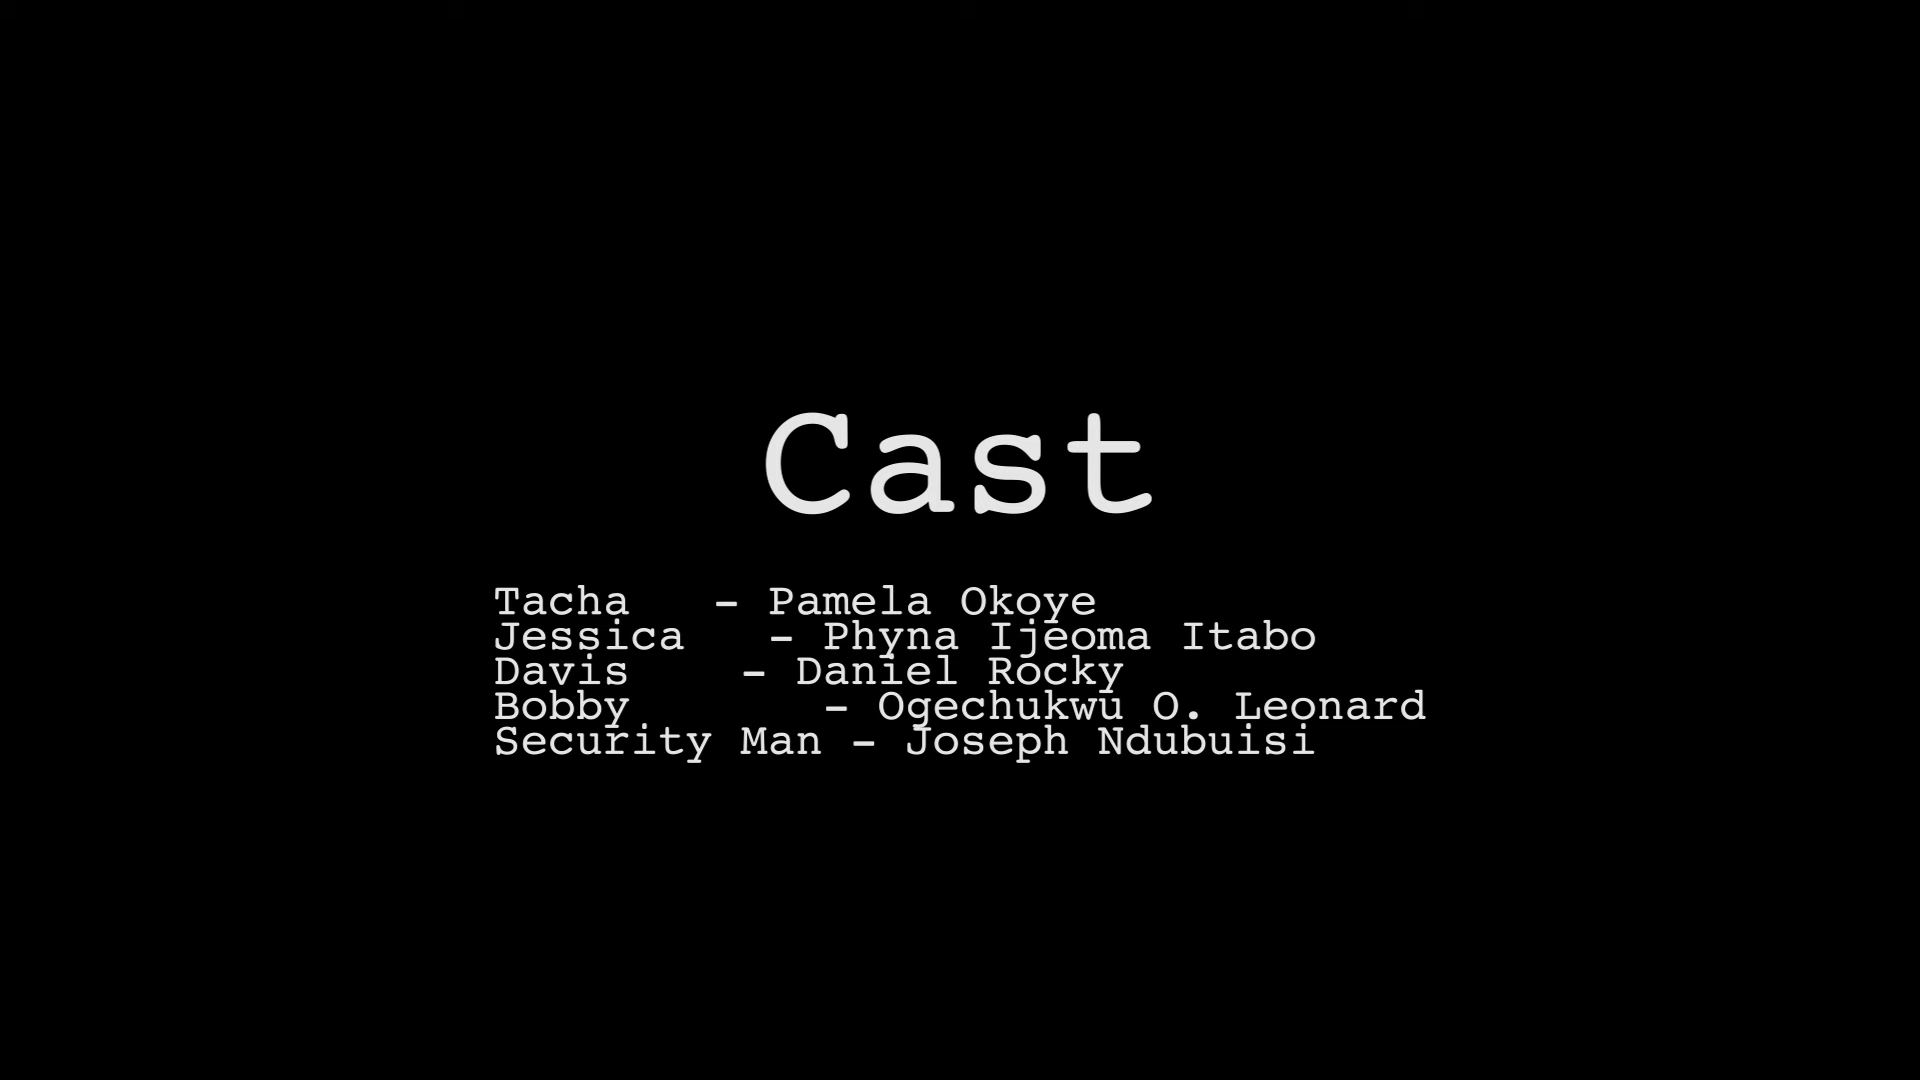 Cast
Tacha - Pamela Okoye
Jessica - Phyna Ijeoma Itabo
Davis - Daniel Rocky
Bobby - Ogechukwu O. Leonard
Security Man - Joseph Ndubuisi